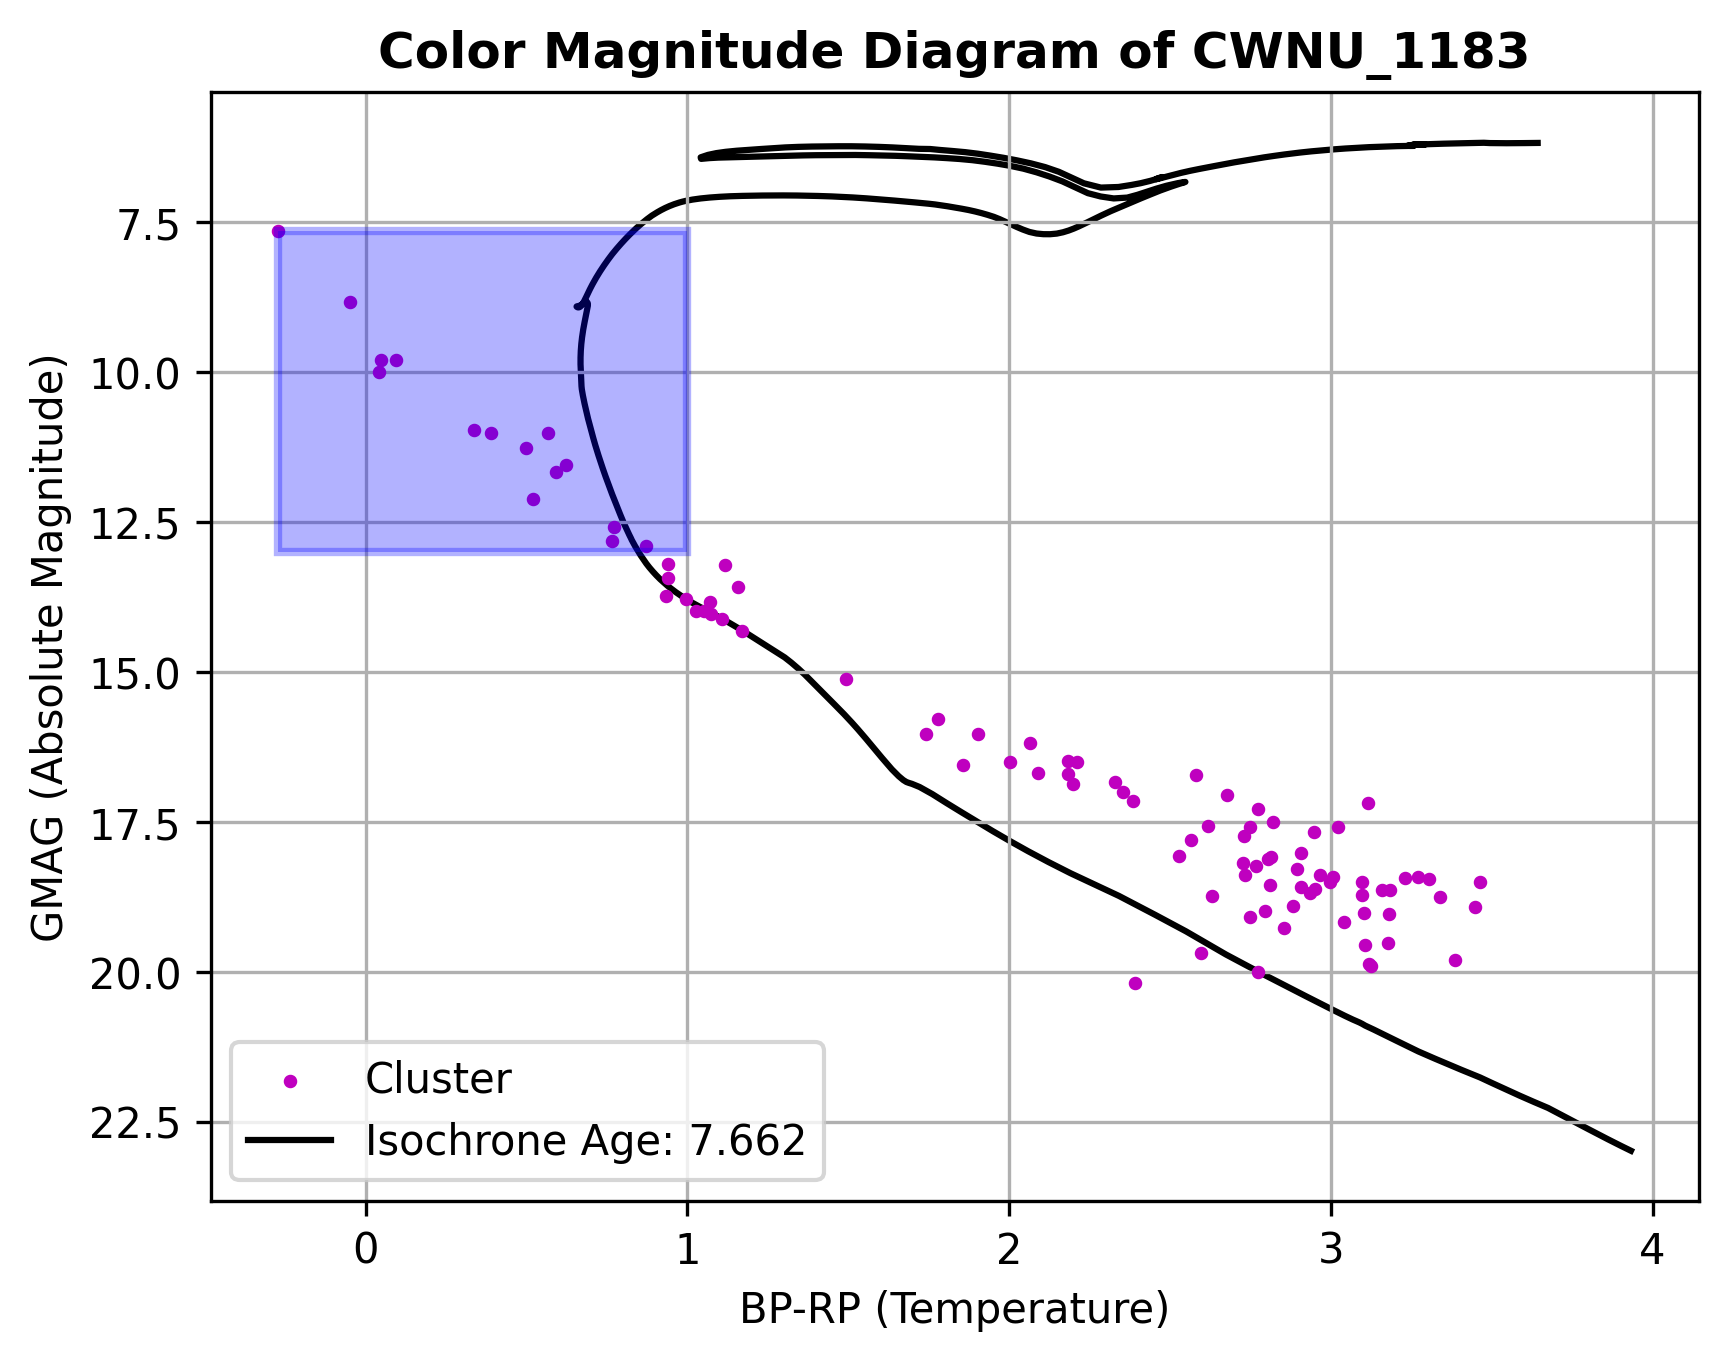 Color Magnitude Diagram of CWNU_1183
GMAG (Absolute Magnitude)
7.5
10.0
12.5
15.0
17.5
20.0
22.5
Cluster
Isochrone Age: 7.662
0 1 2 3 4
BP-RP (Temperature)